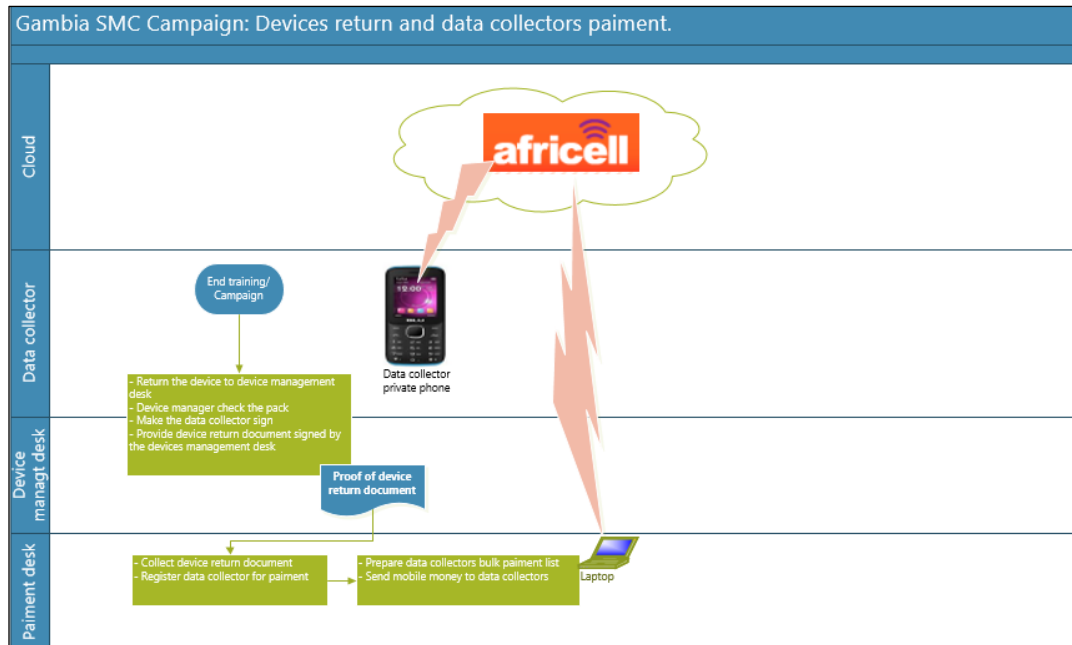 Gambia SMC Campaign: Devices return and data collectors paiment.
Cloud
africell
Data collector
End training/
Campaign
12:00
Data collector
private phone
- Return the device to device management
desk
- Device manager check the pack
- Make the data collector sign
- Provide device return document signed by
the devices management desk
Device
managt desk
Proof of device
return document
Paiment desk
- Collect device return document
- Register data collector for paiment
- Prepare data collectors bulk paiment list
- Send mobile money to data collectors
Laptop